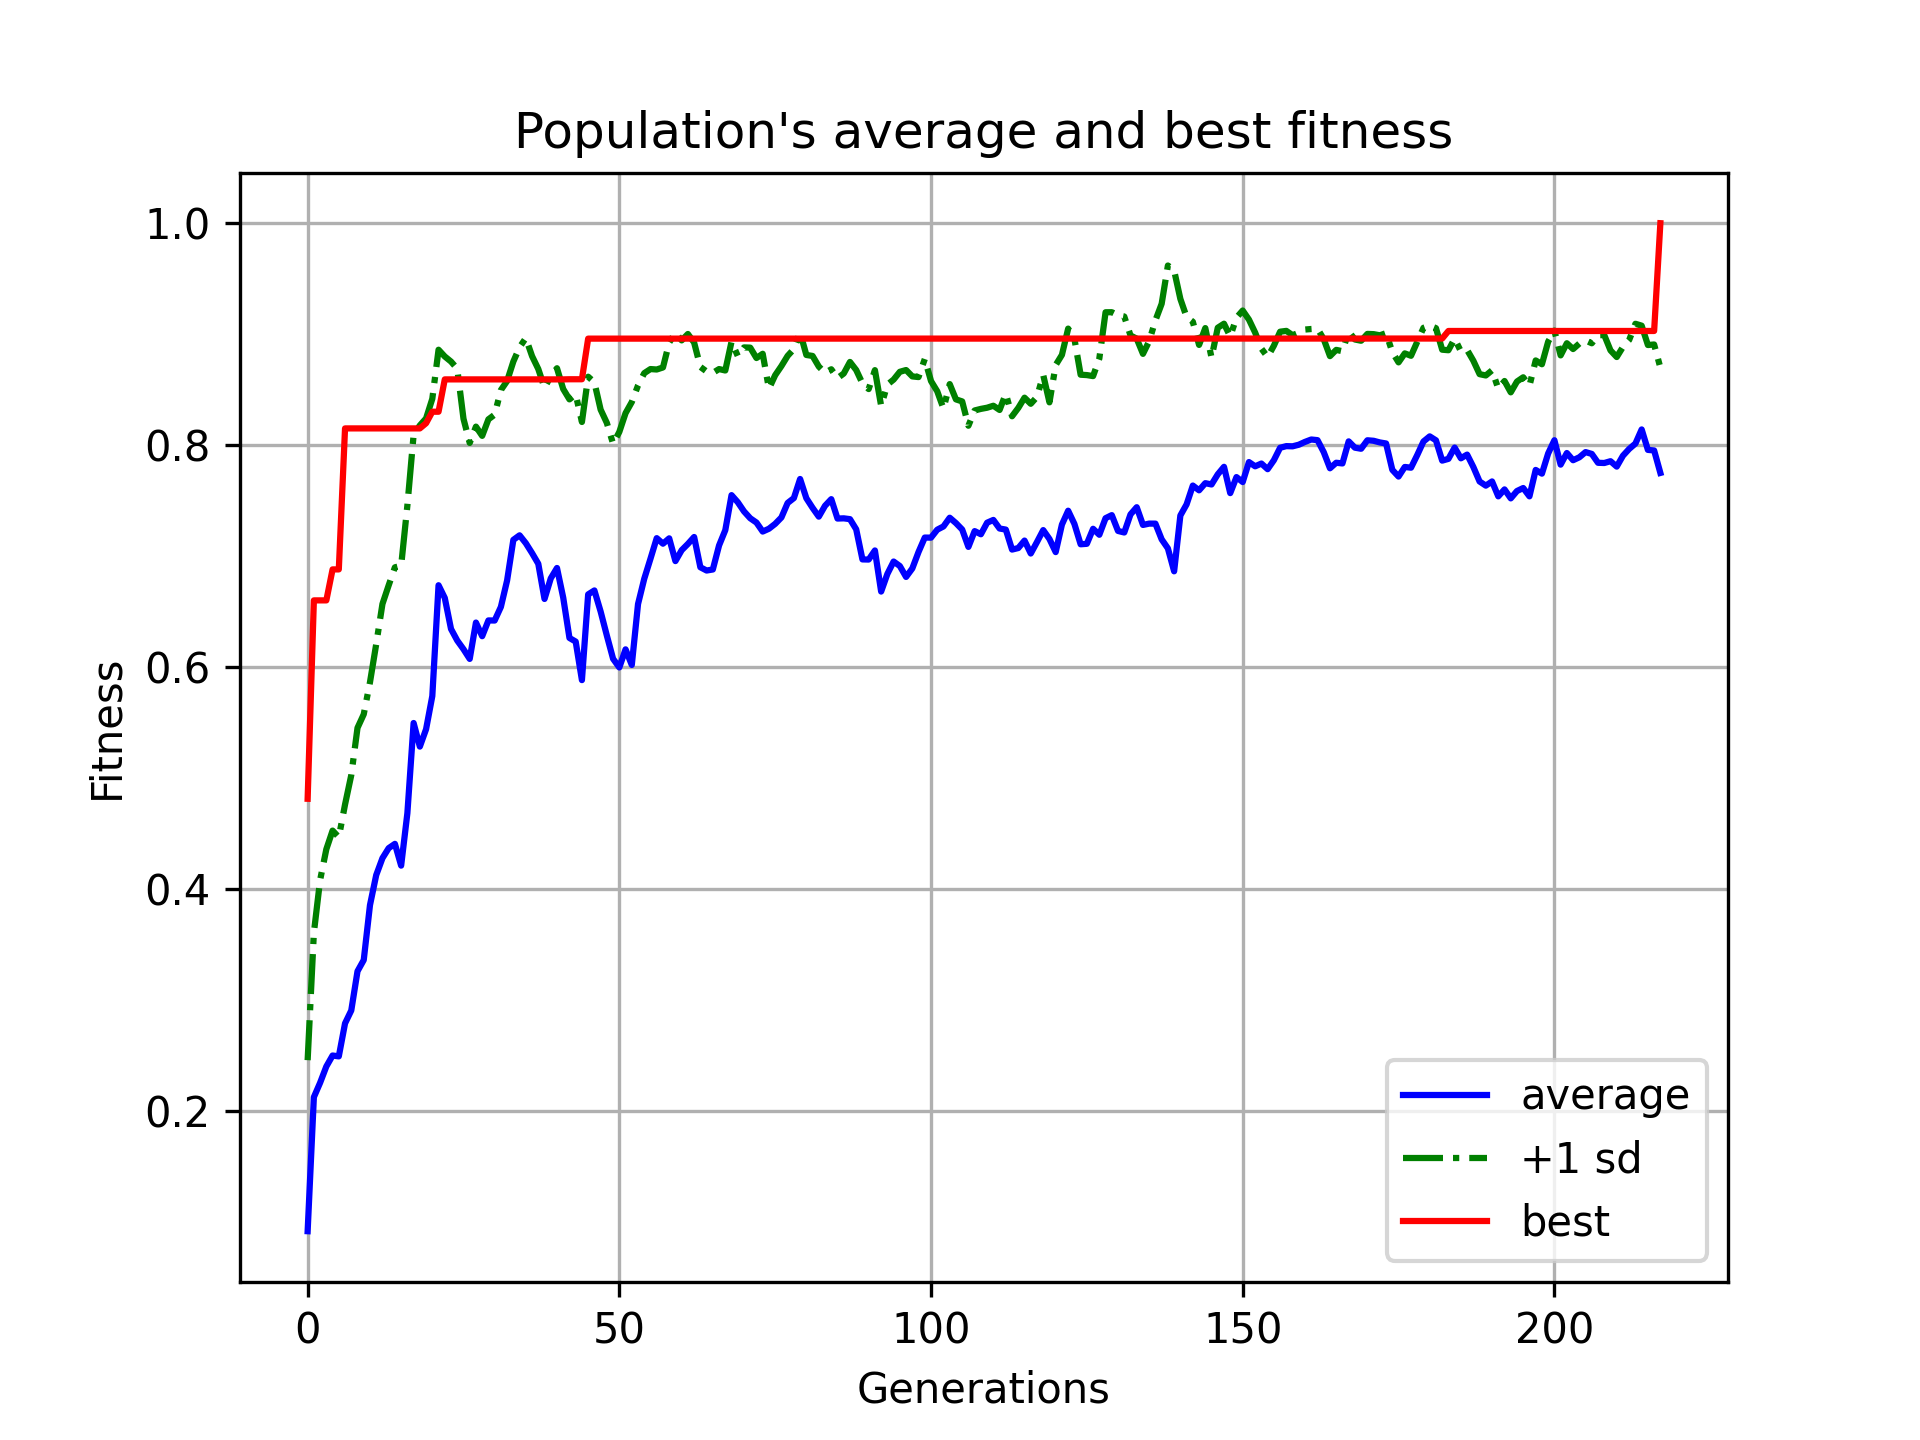 Population's average and best fitness
Fitness
1.0
0.8
0.6
0.4
0.2
0 50 100 150 200
Generations
average
+1 sd
best